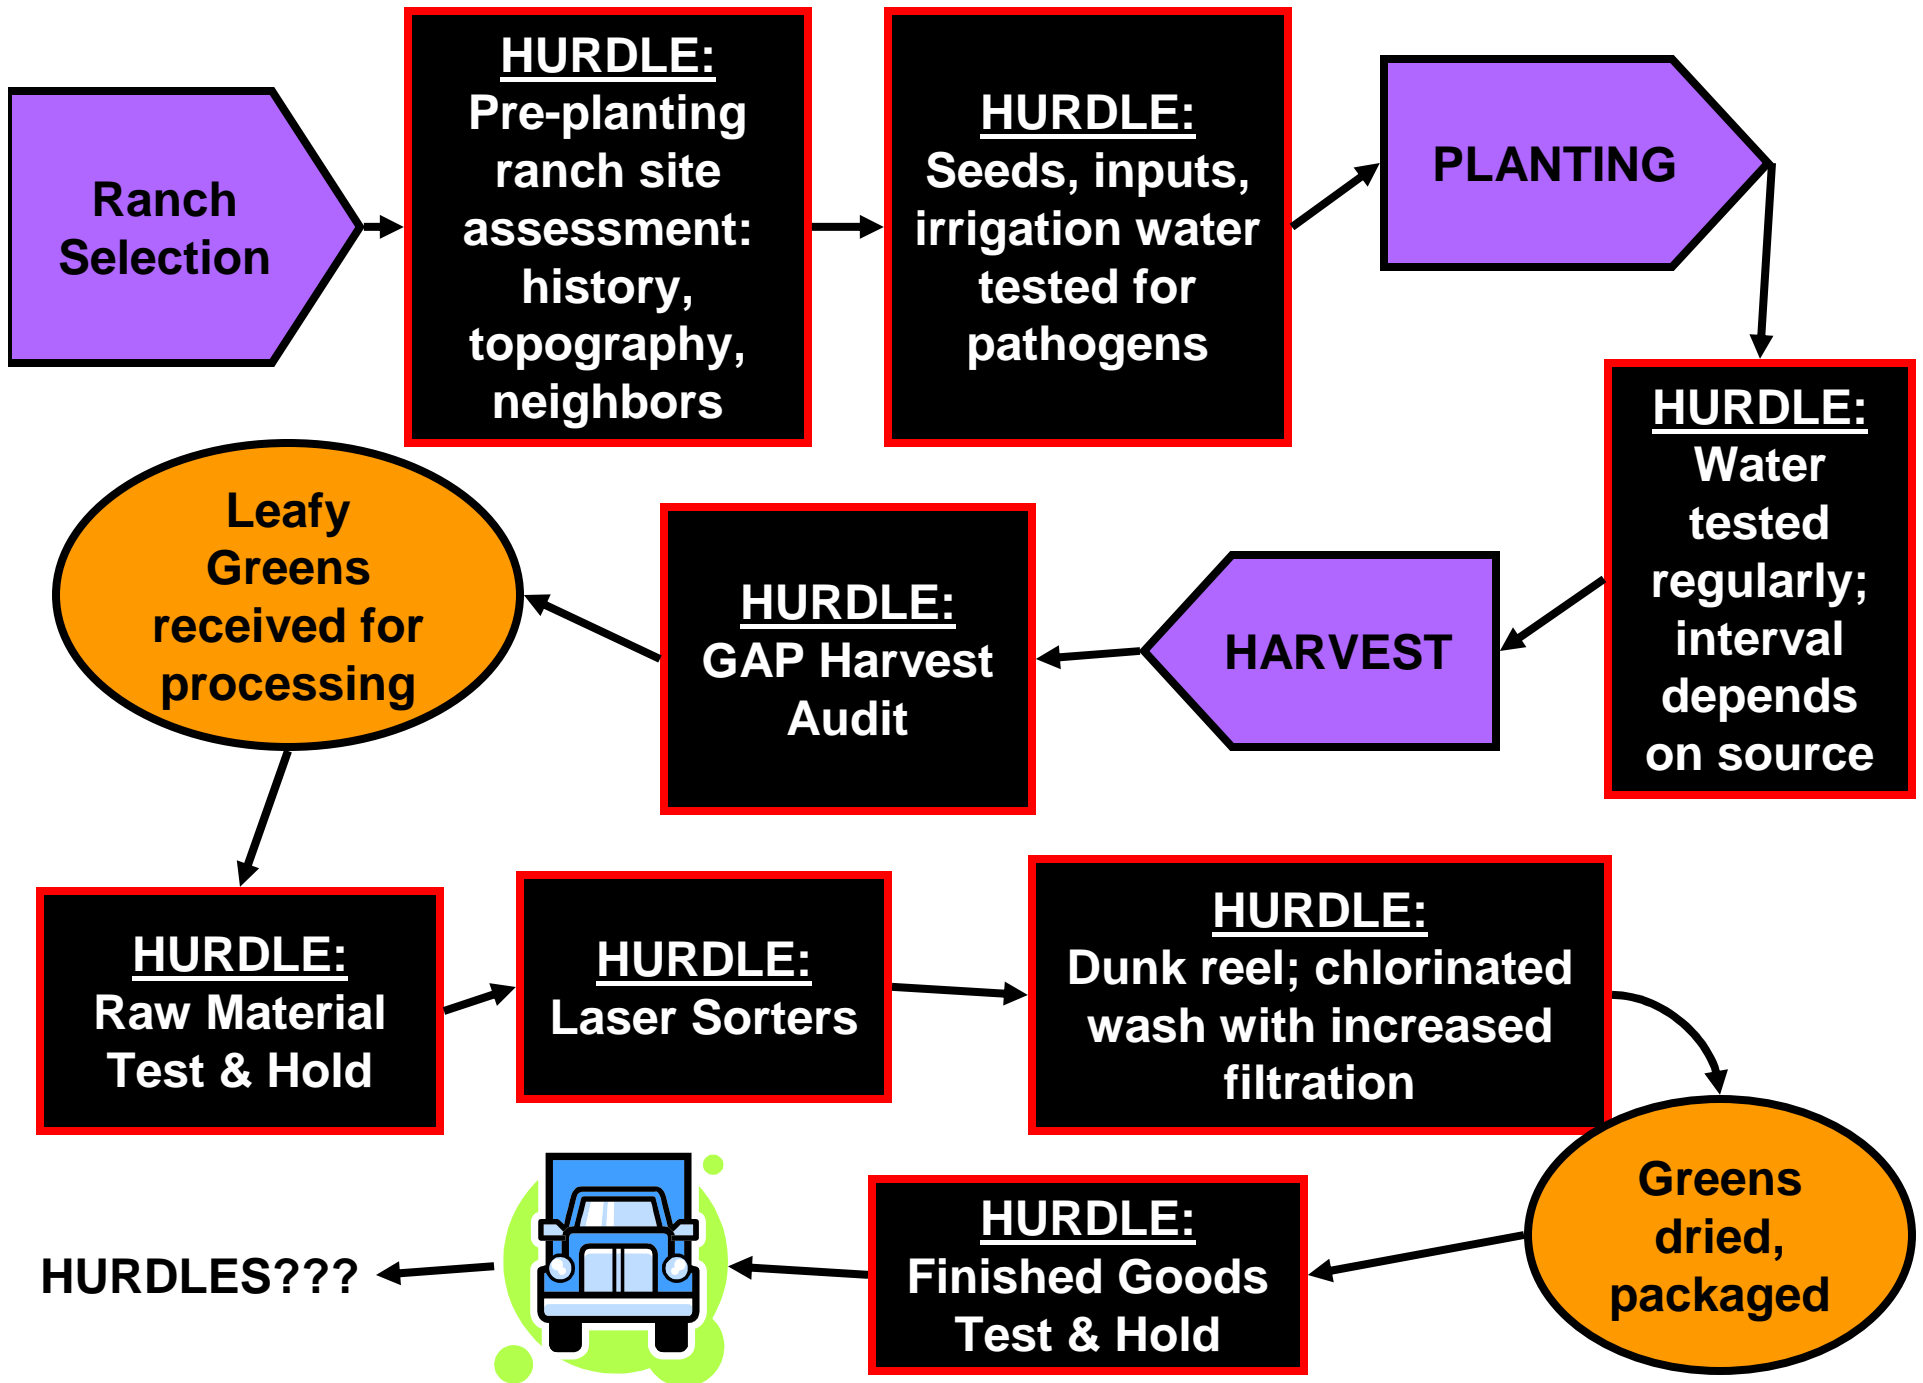 Ranch
Selection
HURDLE:
Pre-planting
ranch site
assessment:
history,
topography,
neighbors
HURDLE:
Seeds, inputs,
irrigation water
tested for
pathogens
PLANTING
HURDLE:
Water
tested
regularly;
interval
depends
on source
HARVEST
HURDLE:
GAP Harvest
Audit
Leafy
Greens
received for
processing
HURDLE:
Raw Material
Test & Hold
HURDLE:
Laser Sorters
HURDLE:
Dunk reel; chlorinated
wash with increased
filtration
Greens
dried,
packaged
HURDLE:
Finished Goods
Test & Hold
HURDLES???